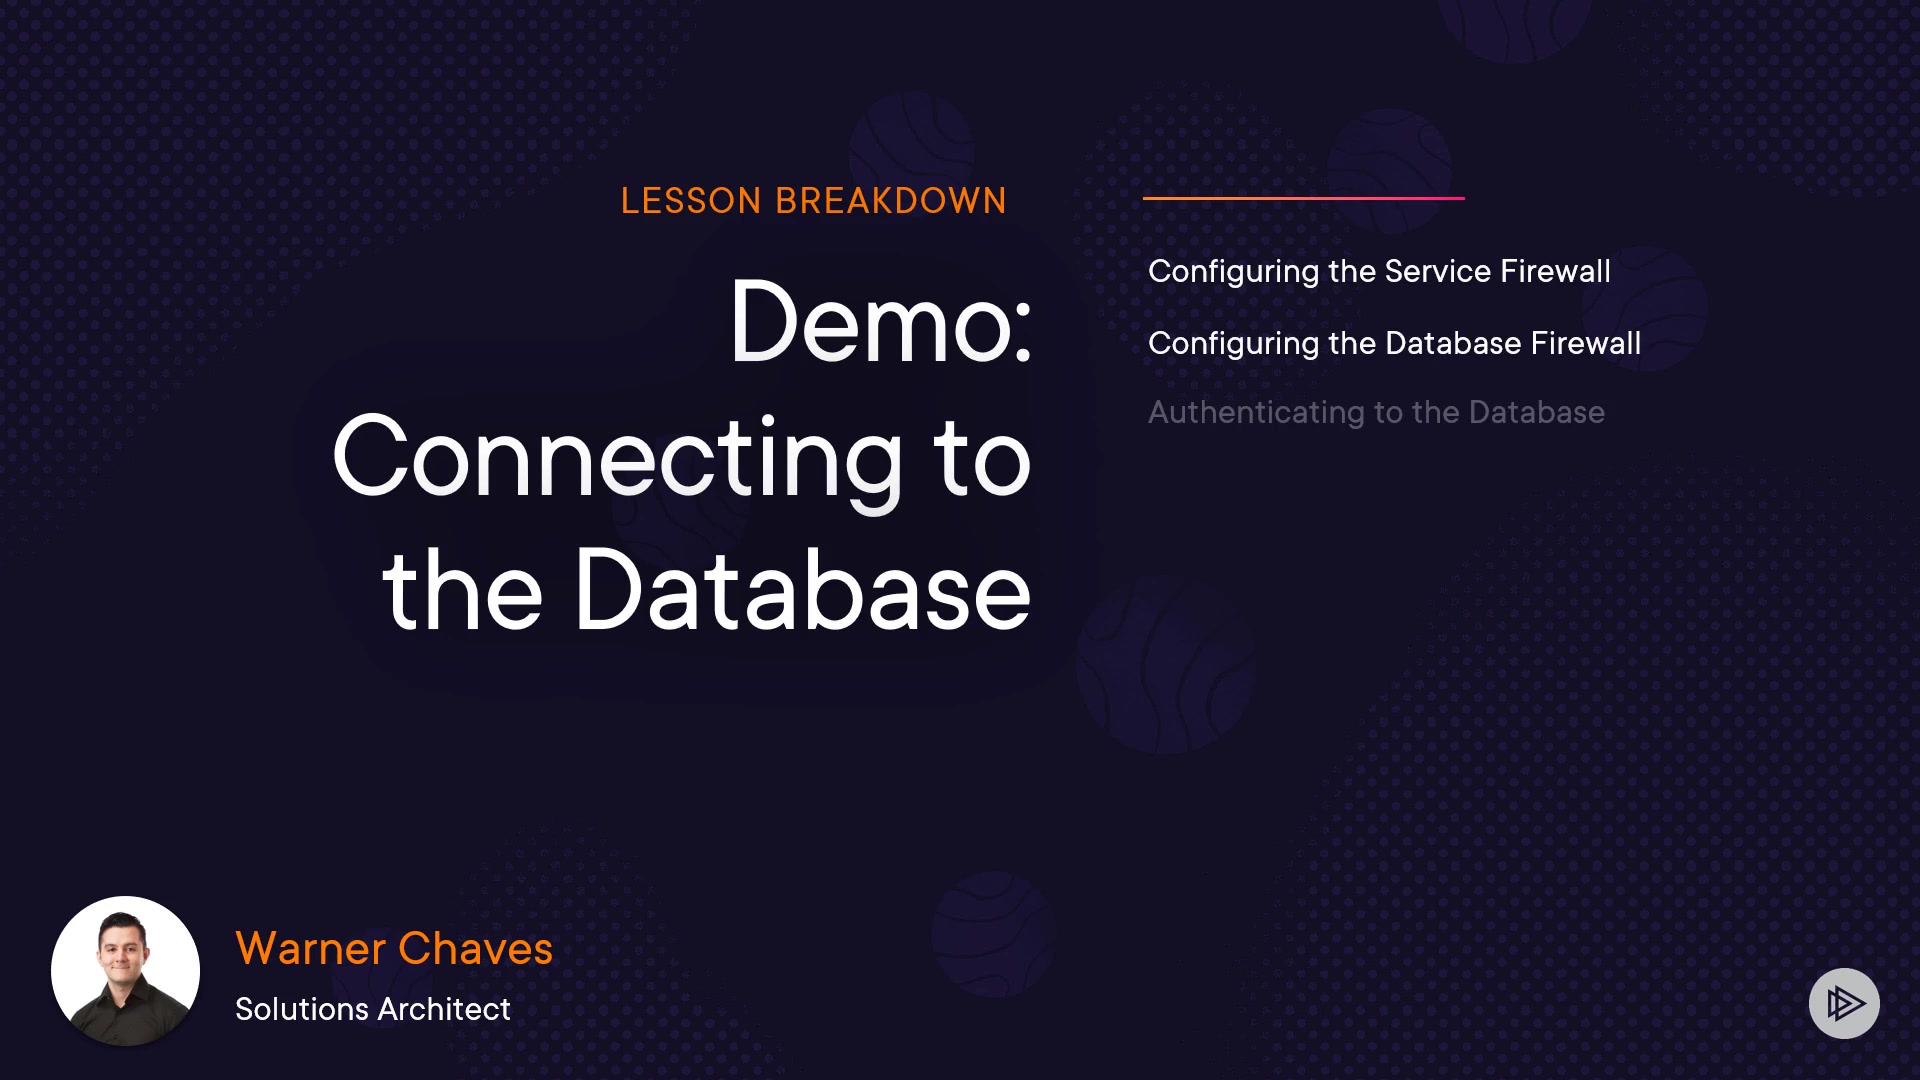 LESSON BREAKDOWN
Demo:
Connecting to
the Database
Configuring the Service Firewall
Configuring the Database Firewall
Authenticating to the Database
Warner Chaves
Solutions Architect